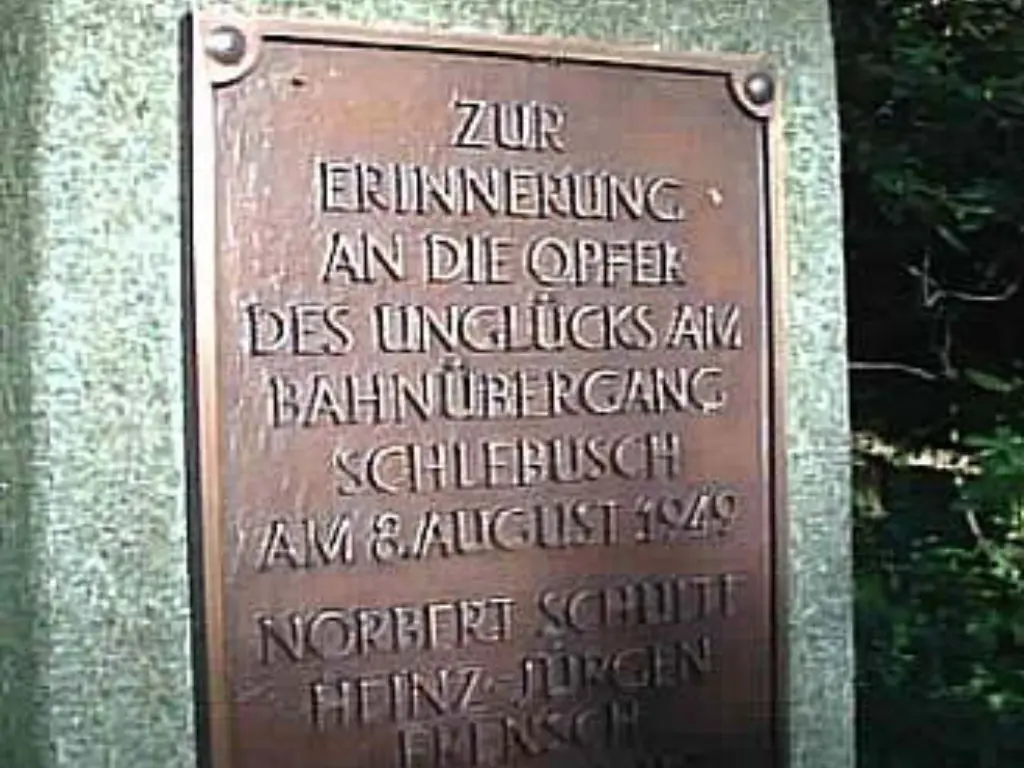 ZUR
ERINNERUNG
AN DIE OPFER
DES UNGLÜCKS AM
BAHNÜBERGANG
SCHLEBUSCH
AM 8. AUGUST 1949
NORBERT SCHULTE
HEINZ-JÜRGEN